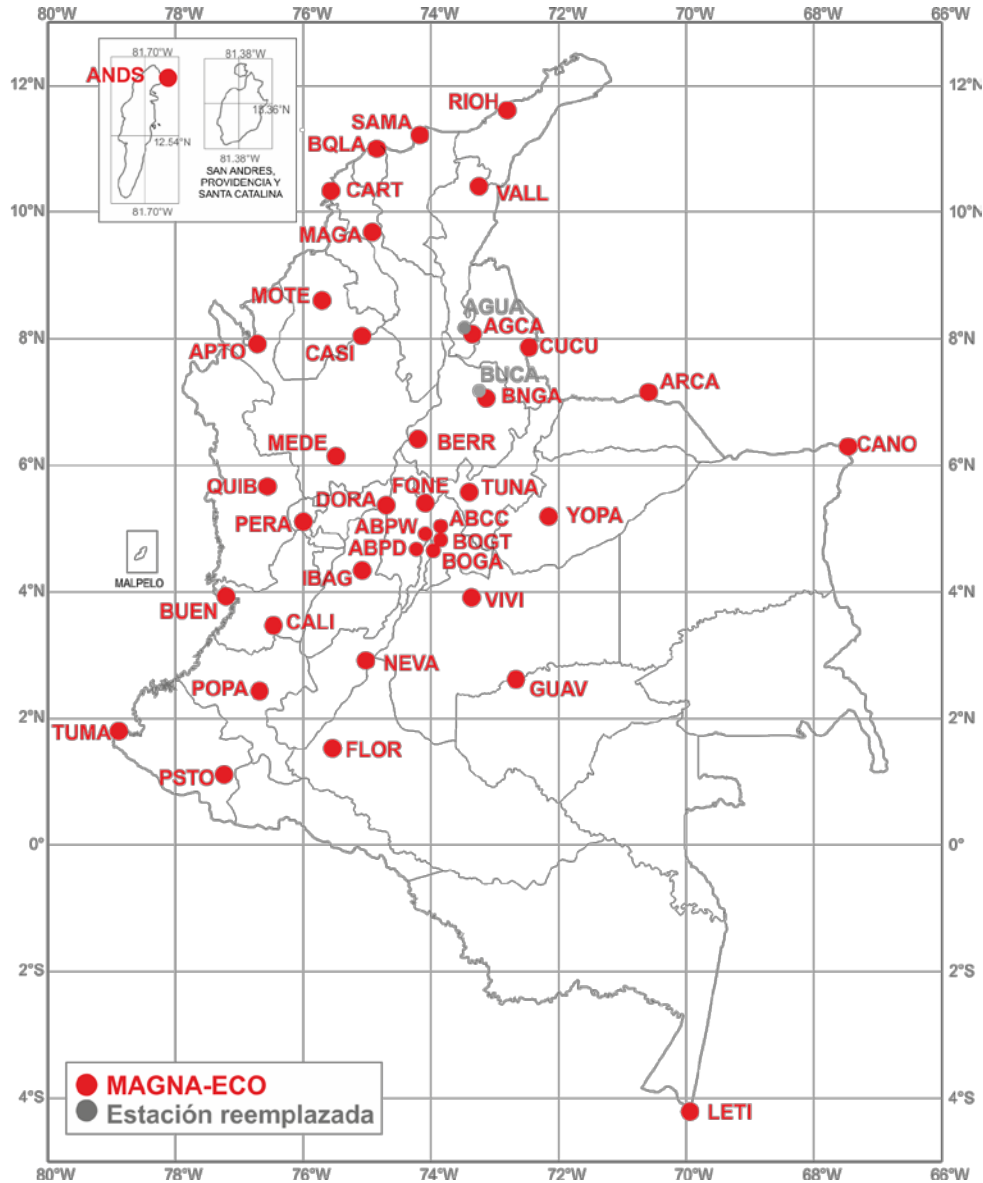 80°W 78°W 76°W 74°W 72°W 70°W 68°W 66°W
81.70°W 81.38°W
ANDS
12°N 12°N
13.36°N
RIOH
SAMA
12.54°N
BQLA
81.38°W
SAN ANDRES,
PROVIDENCIA Y
SANTA CATALINA
CART VALL
81.70°W
10°N 10°N
MAGA
MOTE
AGUA
AGCA
8°N 8°N
APTO CASI CUCU
BUCA
ARCA
BNGA
MEDE BERR CANO
6°N 6°N
QUIB DORA FQNE TUNA
PERA ABPW ABCC YOPA
ABPD BOGT
BOGA
MALPELO
IBAG
4°N 4°N
BUEN VIVI
CALI
NEVA
POPA GUAV
2°N 2°N
TUMA
FLOR
PSTO
0° 0°
2°S 2°S
MAGNA-ECO
4°S 4°S
Estación reemplazada LETI
80°W 78°W 76°W 74°W 72°W 70°W 68°W 66°W